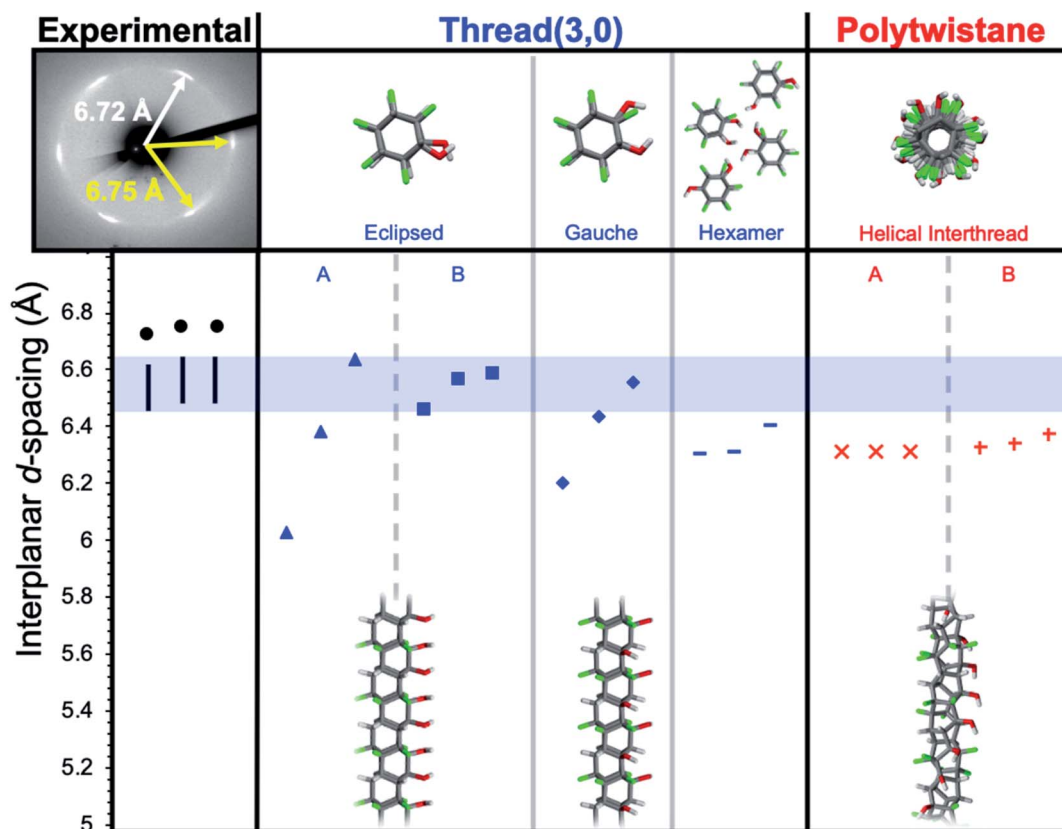 Experimental
Thread(3,0)
Polytwistane
6.72 Å
6.75 Å
Eclipsed
Gauche
Hexamer
Helical Interthread
A
B
A
B
Interplanar d-spacing (Å)
6.8
6.6
6.4
6.2
6
5.8
5.6
5.4
5.2
5